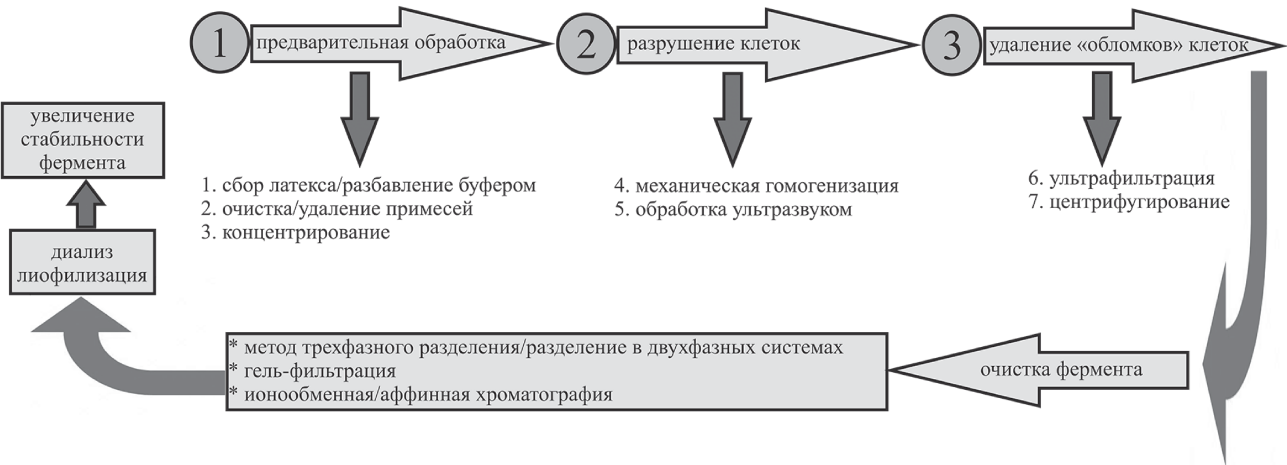 1 предварительная обработка
2 разрушение клеток
3 удаление «обломков» клеток
1. сбор латекса/разбавление буфером
2. очистка/удаление примесей
3. концентрирование
4. механическая гомогенизация
5. обработка ультразвуком
6. ультрафильтрация
7. центрифугирование
очистка фермента
* метод трехфазного разделения/разделение в двухфазных системах
* гель-фильтрация
* ионообменная/аффинная хроматография
диализ
лиофилизация
увеличение
стабильности
фермента